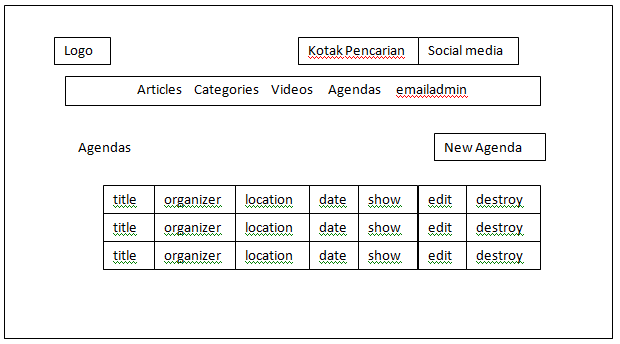 Logo Kotak Pencarian Social media
Articles Categories Videos Agendas emailadmin
Agendas New Agenda
title organizer location date show edit destroy
title organizer location date show edit destroy
title organizer location date show edit destroy